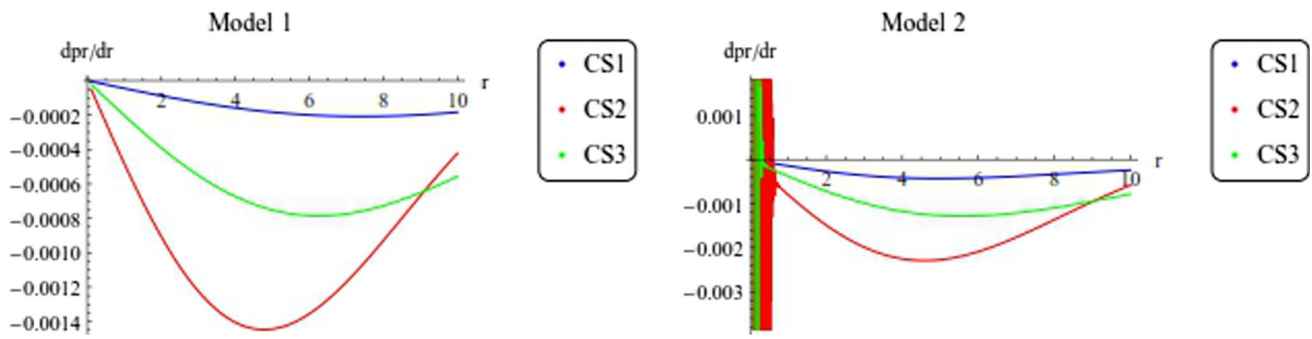 Model 1
dpr/dr
r
2 4 6 8 10
−0.0002
−0.0004
−0.0006
−0.0008
−0.0010
−0.0012
−0.0014
CS1
CS2
CS3
Model 2
dpr/dr
0.001
r
2 4 6 8 10
−0.001
−0.002
−0.003
CS1
CS2
CS3